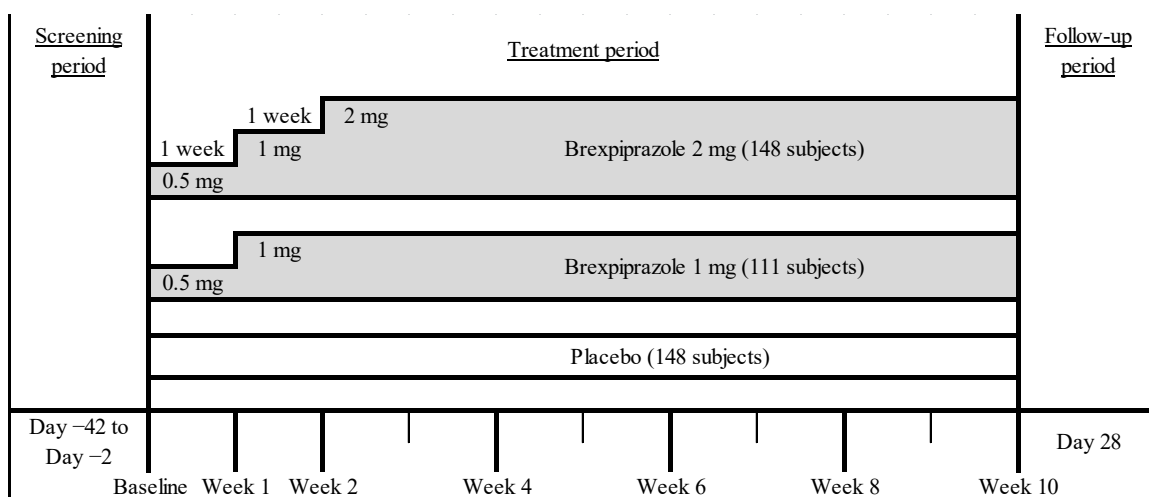 Screening
period
Treatment period
Follow-up
period
1 week
2 mg
1 week
1 mg
Brexpiprazole 2 mg (148 subjects)
0.5 mg
1 mg
Brexpiprazole 1 mg (111 subjects)
0.5 mg
Placebo (148 subjects)
Day −42 to
Day −2
Day 28
Baseline Week 1 Week 2 Week 4 Week 6 Week 8 Week 10